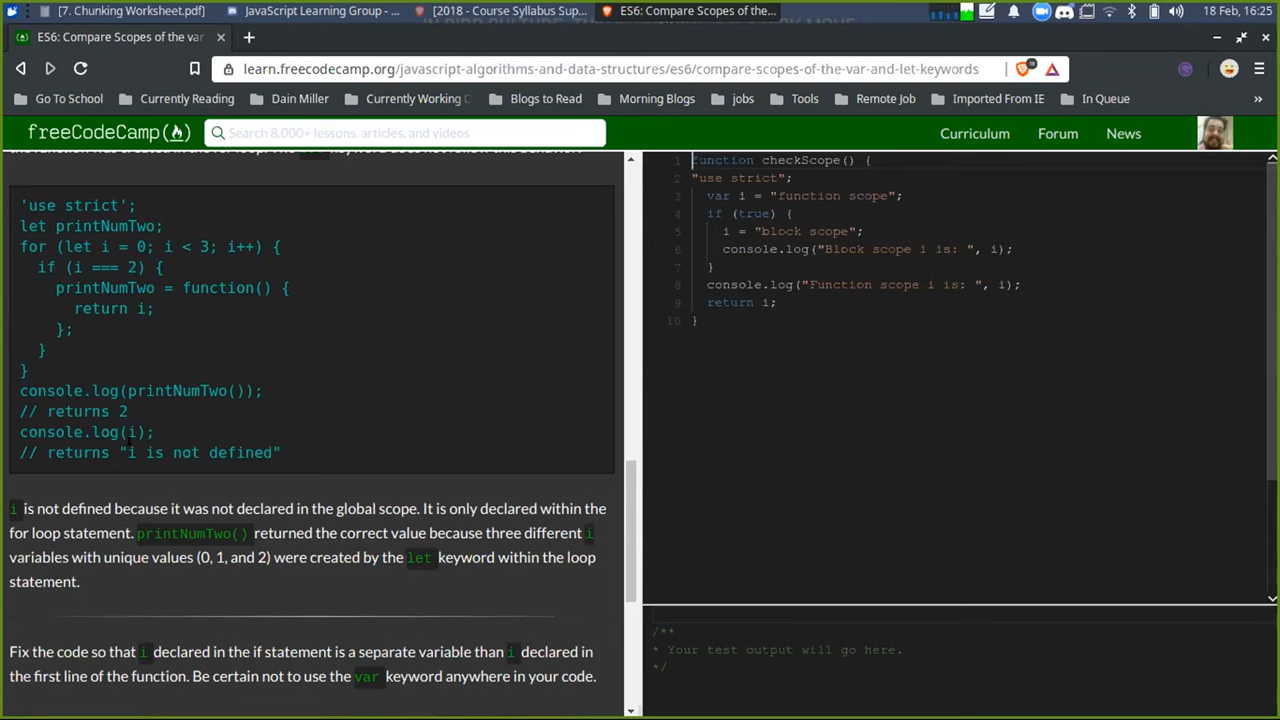 [7. Chunking Worksheet.pdf]
JavaScript Learning Group - ...
[2018 - Course Syllabus Sup...
ES6: Compare Scopes of the...
18 Feb, 16:25
ES6: Compare Scopes of the var
learn.freecodecamp.org/javascript-algorithms-and-data-structures/es6/compare-scopes-of-the-var-and-let-keywords
Go To School
Currently Reading
Dain Miller
Currently Working
Blogs to Read
Morning Blogs
jobs
Tools
Remote Job
Imported From IE
In Queue
»
freeCodeCamp
Search 8,000+ lessons, articles, and videos
Curriculum
Forum
News
'use strict';
let printNumTwo;
for (let i = 0; i < 3; i++) {
if (i === 2) {
printNumTwo = function() {
return i;
};
}
}
console.log(printNumTwo());
// returns 2
console.log(i);
// returns "i is not defined"
i is not defined because it was not declared in the global scope. It is only declared within the
for loop statement. printNumTwo() returned the correct value because three different i
variables with unique values (0, 1, and 2) were created by the let keyword within the loop
statement.
Fix the code so that i declared in the if statement is a separate variable than i declared in
the first line of the function. Be certain not to use the var keyword anywhere in your code.
1 function checkScope() {
2 "use strict";
3 var i = "function scope";
4 if (true) {
5 i = "block scope";
6 console.log("Block scope i is: ", i);
7 }
8 console.log("Function scope i is: ", i);
9 return i;
10 }
/**
* Your test output will go here.
*/